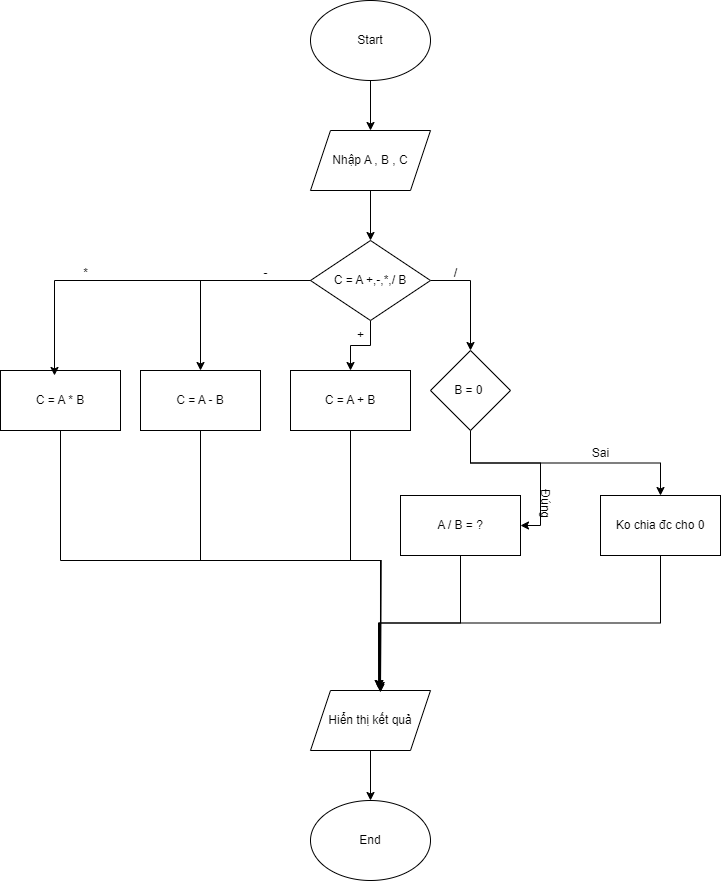 Start
Nhập A , B , C
C = A +,-,*,/ B
*
-
/
+
C = A * B
C = A - B
C = A + B
B = 0
Sai
Đúng
A / B = ?
Ko chia đc cho 0
Hiển thị kết quả
End